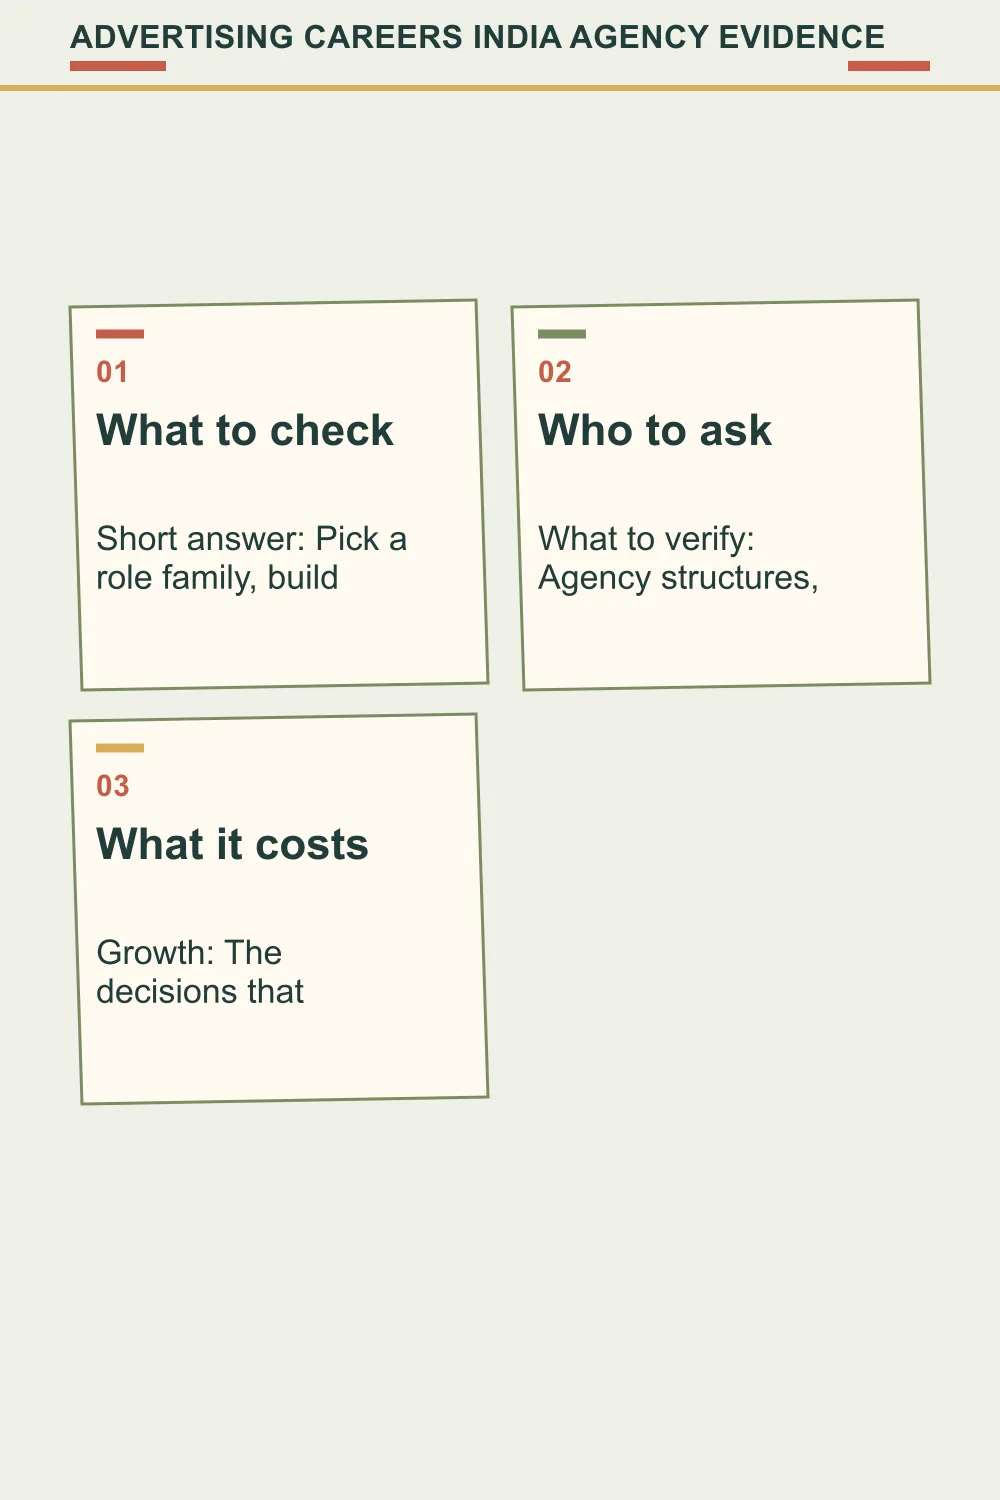 ADVERTISING CAREERS INDIA AGENCY EVIDENCE
01
What to check
Short answer: Pick a
role family, build
02
Who to ask
What to verify:
Agency structures,
03
What it costs
Growth: The
decisions that